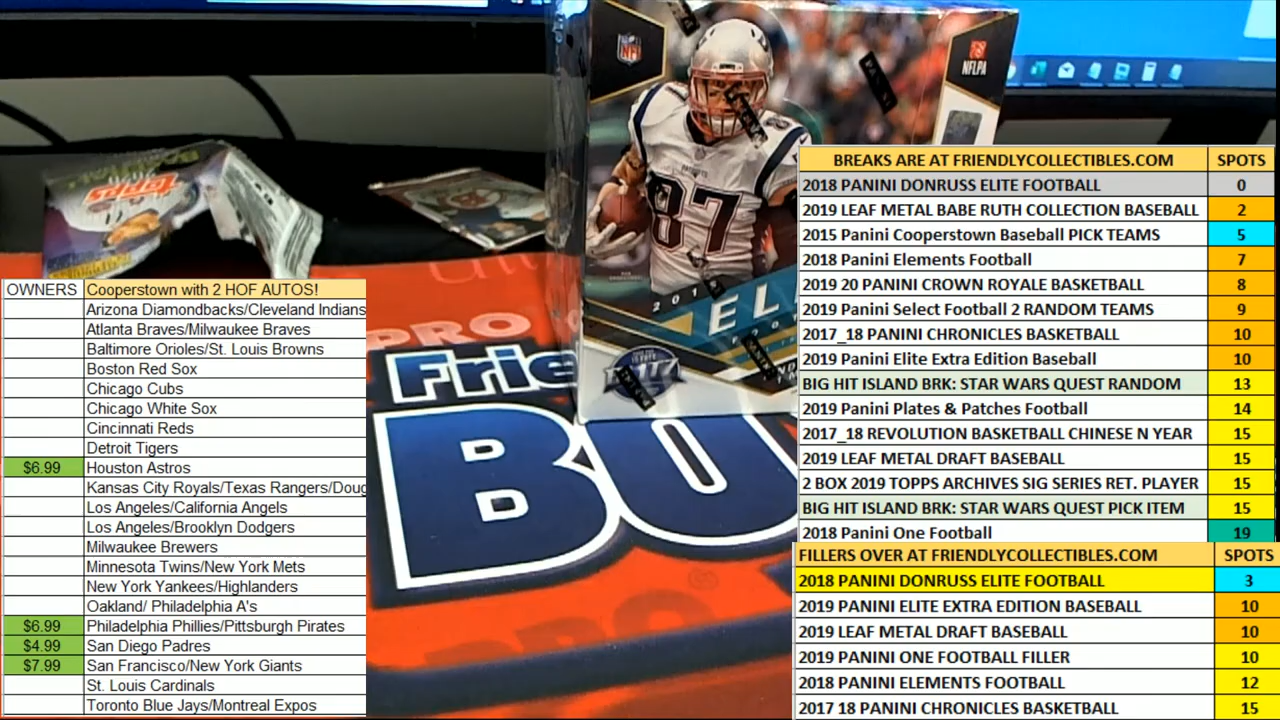 NFL
NFLPA
PANINI
87
PATRIOTS
201
ELI
FOO
Topps
PRO
Frie
BU
PRO
OWNERS Cooperstown with 2 HOF AUTOS!
Arizona Diamondbacks/Cleveland Indians
Atlanta Braves/Milwaukee Braves
Baltimore Orioles/St. Louis Browns
Boston Red Sox
Chicago Cubs
Chicago White Sox
Cincinnati Reds
Detroit Tigers
$6.99 Houston Astros
Kansas City Royals/Texas Rangers/Doug
Los Angeles/California Angels
Los Angeles/Brooklyn Dodgers
Milwaukee Brewers
Minnesota Twins/New York Mets
New York Yankees/Highlanders
Oakland/ Philadelphia A's
$6.99 Philadelphia Phillies/Pittsburgh Pirates
$4.99 San Diego Padres
$7.99 San Francisco/New York Giants
St. Louis Cardinals
Toronto Blue Jays/Montreal Expos
BREAKS ARE AT FRIENDLYCOLLECTIBLES.COM SPOTS
2018 PANINI DONRUSS ELITE FOOTBALL 0
2019 LEAF METAL BABE RUTH COLLECTION BASEBALL 2
2015 Panini Cooperstown Baseball PICK TEAMS 5
2018 Panini Elements Football 7
2019 20 PANINI CROWN ROYALE BASKETBALL 8
2019 Panini Select Football 2 RANDOM TEAMS 9
2017_18 PANINI CHRONICLES BASKETBALL 10
2019 Panini Elite Extra Edition Baseball 10
BIG HIT ISLAND BRK: STAR WARS QUEST RANDOM 13
2019 Panini Plates & Patches Football 14
2017_18 REVOLUTION BASKETBALL CHINESE N YEAR 15
2019 LEAF METAL DRAFT BASEBALL 15
2 BOX 2019 TOPPS ARCHIVES SIG SERIES RET. PLAYER 15
BIG HIT ISLAND BRK: STAR WARS QUEST PICK ITEM 15
2018 Panini One Football 19
FILLERS OVER AT FRIENDLYCOLLECTIBLES.COM SPOTS
2018 PANINI DONRUSS ELITE FOOTBALL 3
2019 PANINI ELITE EXTRA EDITION BASEBALL 10
2019 LEAF METAL DRAFT BASEBALL 10
2019 PANINI ONE FOOTBALL FILLER 10
2018 PANINI ELEMENTS FOOTBALL 12
2017 18 PANINI CHRONICLES BASKETBALL 15